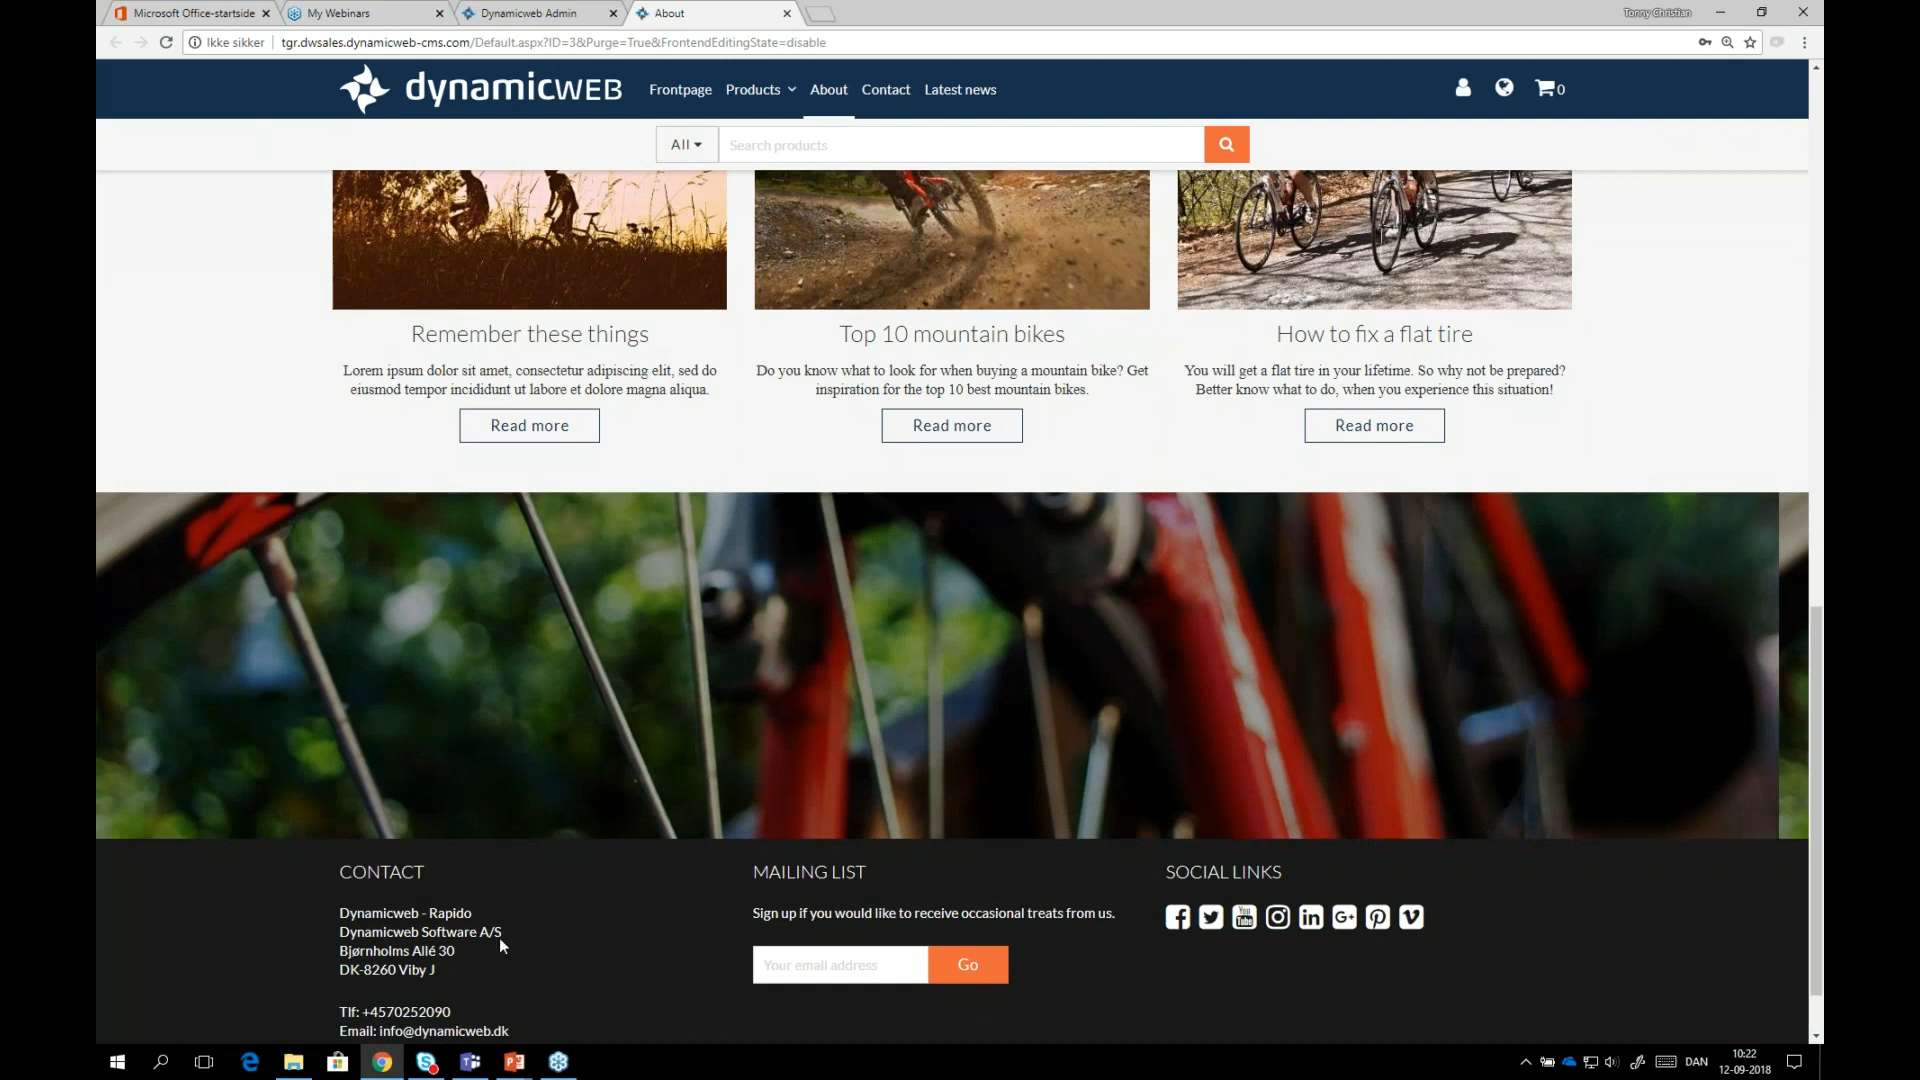 Microsoft Office-startside
My Webinars
Dynamicweb Admin
About
Tonny Christian
Ikke sikker
tgr.dwsales.dynamicweb-cms.com/Default.aspx?ID=3&Purge=True&FrontendEditingState=disable
dynamicWEB
Frontpage
Products
About
Contact
Latest news
0
All
Search products
Remember these things
Lorem ipsum dolor sit amet, consectetur adipiscing elit, sed do
eiusmod tempor incididunt ut labore et dolore magna aliqua.
Read more
Top 10 mountain bikes
Do you know what to look for when buying a mountain bike? Get
inspiration for the top 10 best mountain bikes.
Read more
How to fix a flat tire
You will get a flat tire in your lifetime. So why not be prepared?
Better know what to do, when you experience this situation!
Read more
CONTACT
Dynamicweb - Rapido
Dynamicweb Software A/S
Bjørnholms Allé 30
DK-8260 Viby J
Tlf: +4570252090
Email: info@dynamicweb.dk
MAILING LIST
Sign up if you would like to receive occasional treats from us.
Your email address
Go
SOCIAL LINKS
DAN
10:22
12-09-2018